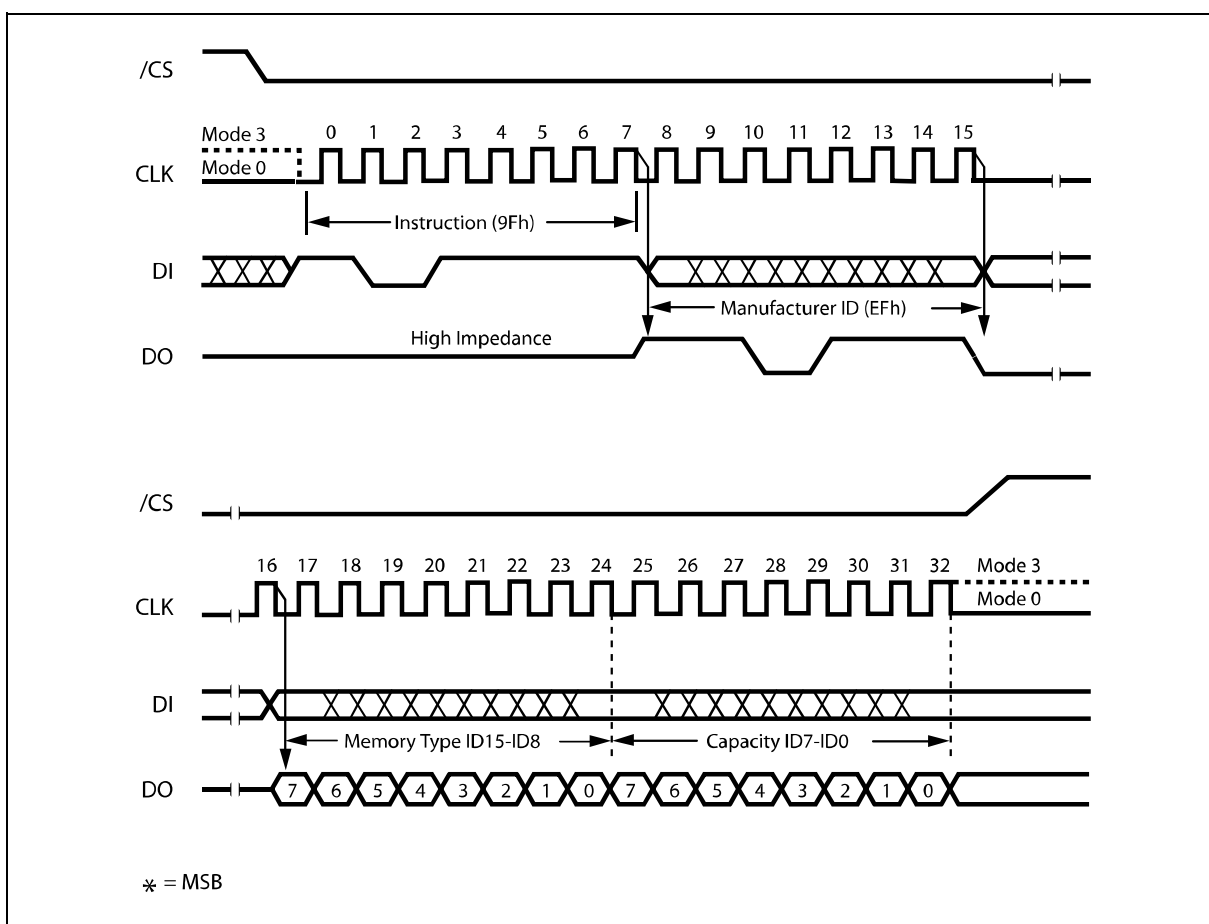 /CS
Mode 3
0 1 2 3 4 5 6 7 8 9 10 11 12 13 14 15
CLK
Mode 0
Instruction (9Fh)
DI
Manufacturer ID (EFh)
High Impedance
DO
/CS
16 17 18 19 20 21 22 23 24 25 26 27 28 29 30 31 32
Mode 3
CLK
Mode 0
DI
Memory Type ID15-ID8
Capacity ID7-ID0
DO
7 6 5 4 3 2 1 0 7 6 5 4 3 2 1 0
* = MSB